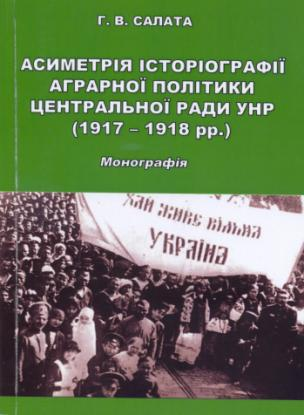 Г. В. САЛАТА
АСИМЕТРІЯ ІСТОРІОГРАФІЇ
АГРАРНОЇ ПОЛІТИКИ
ЦЕНТРАЛЬНОЇ РАДИ УНР
(1917 – 1918 рр.)
Монографія
ХАЙ ЖИВЕ ВІЛЬНА
УКРАЇНА